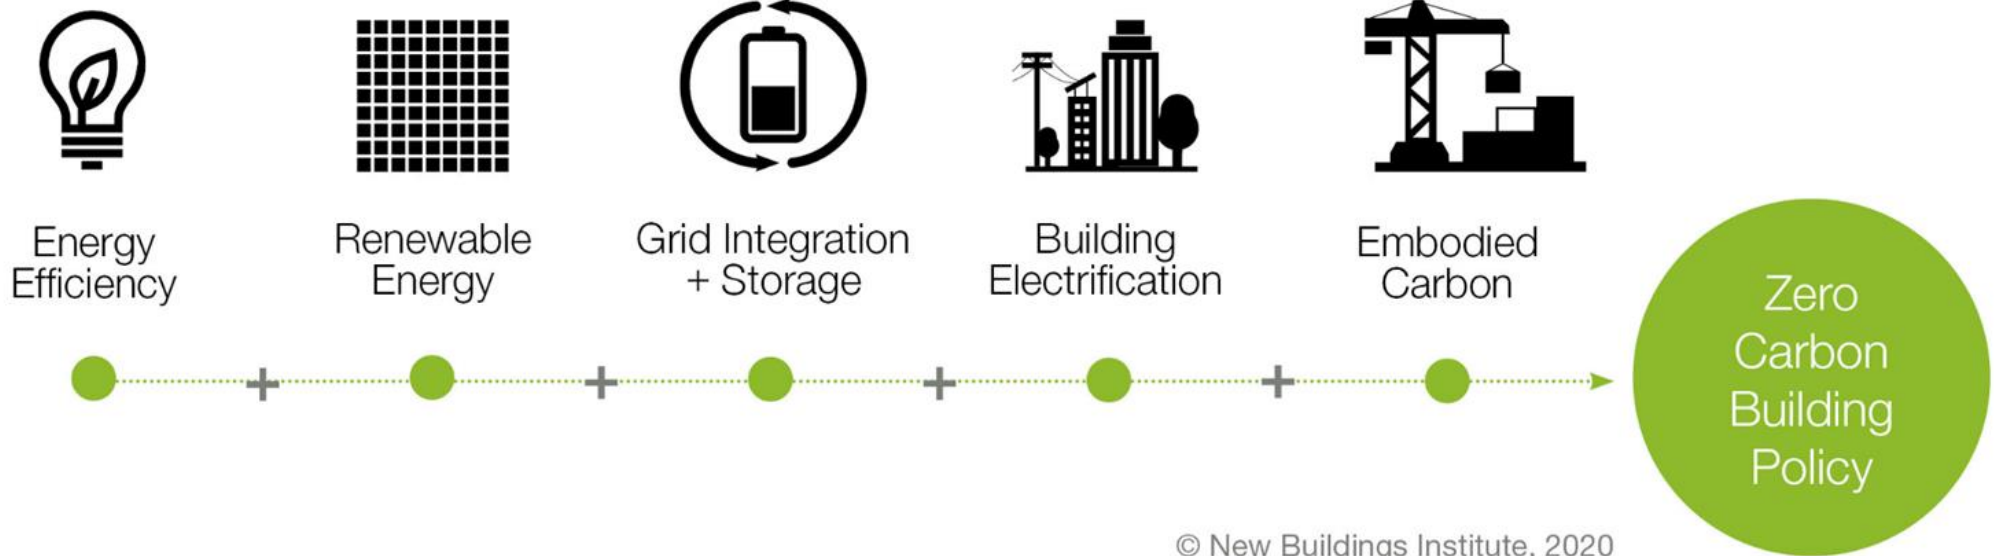 Energy
Efficiency
Renewable
Energy
Grid Integration
+ Storage
Building
Electrification
Embodied
Carbon
Zero
Carbon
Building
Policy
© New Buildings Institute, 2020